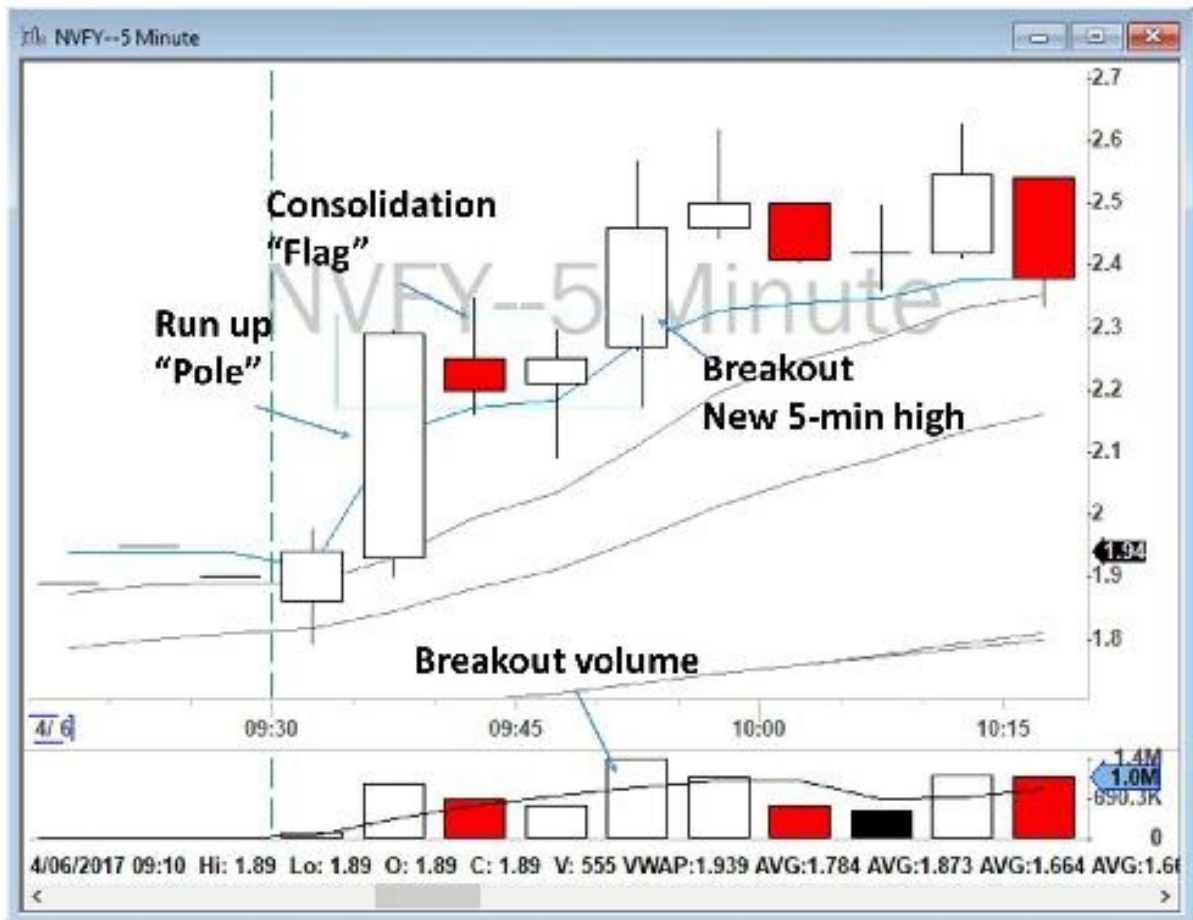 NVFY--5 Minute
2.7
2.6
Consolidation
"Flag"
2.5
2.4
NVFY--5 Minute
Run up
"Pole"
2.3
Breakout
New 5-min high
2.2
2.1
2
1.94
1.9
1.8
Breakout volume
4/ 6
09:30
09:45
10:00
10:15
1.4M
1.0M
690.3K
0
4/06/2017 09:10 Hi: 1.89 Lo: 1.89 O: 1.89 C: 1.89 V: 555 VWAP:1.939 AVG:1.784 AVG:1.873 AVG:1.664 AVG:1.66